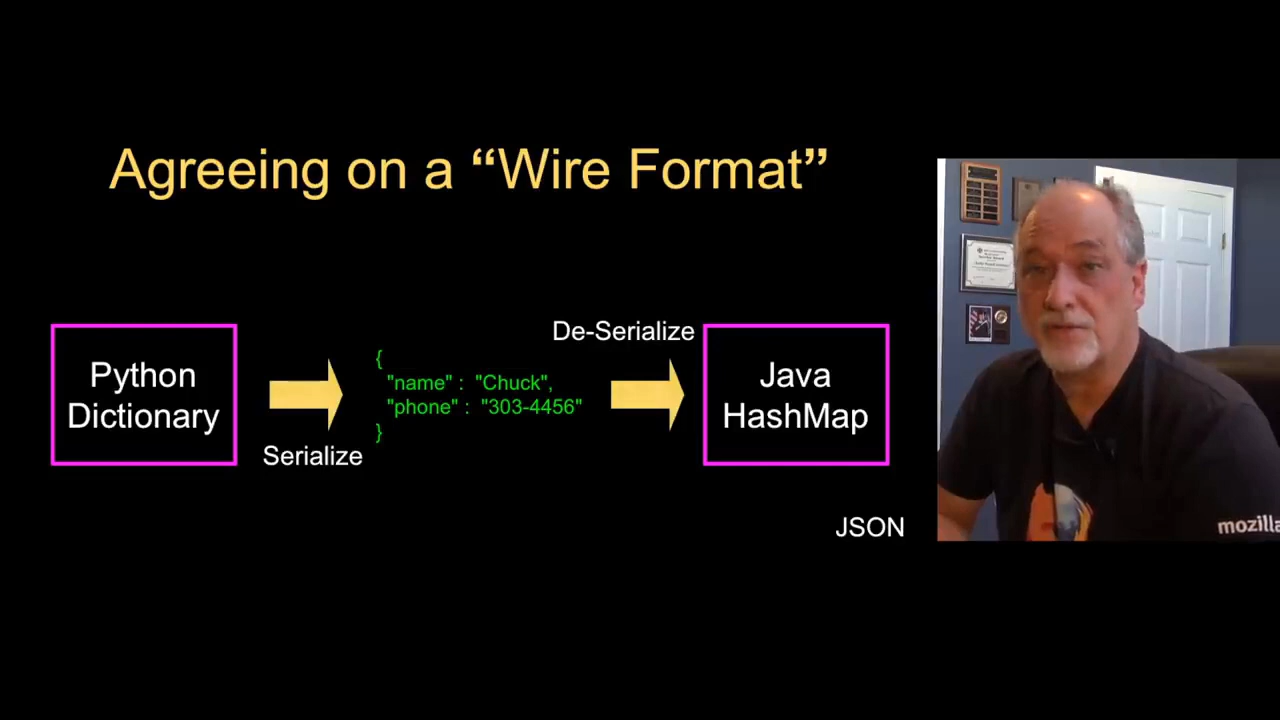 Agreeing on a “Wire Format”
Python
Dictionary
Serialize
{
"name" : "Chuck",
"phone" : "303-4456"
}
De-Serialize
Java
HashMap
JSON
mozilla